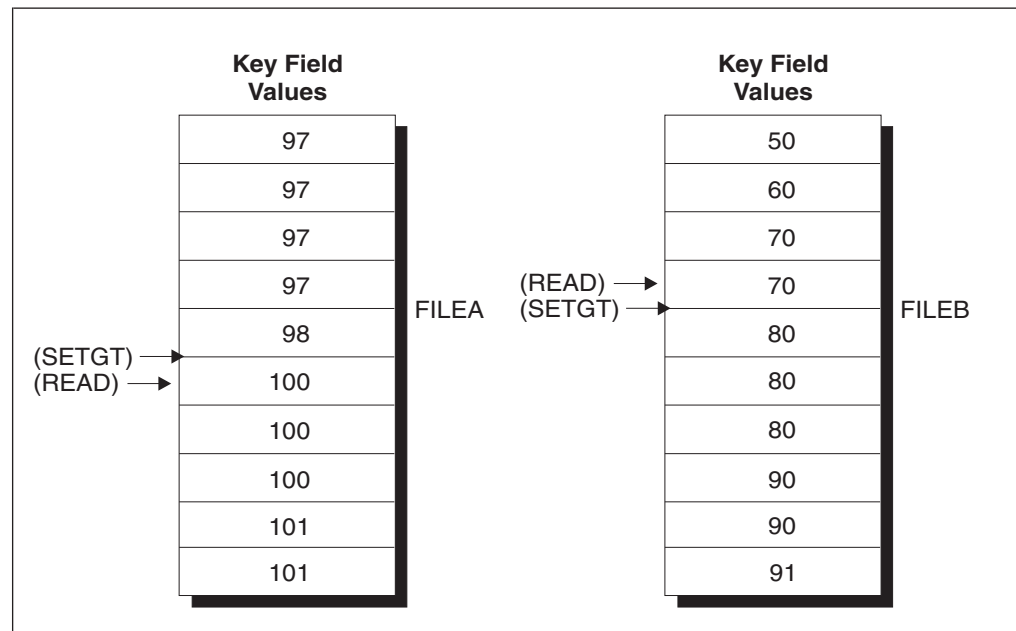 Key Field
Values
97
97
97
97
98
100
100
100
101
101
(SETGT)
(READ)
FILEA
Key Field
Values
50
60
70
70
80
80
80
90
90
91
(READ)
(SETGT)
FILEB